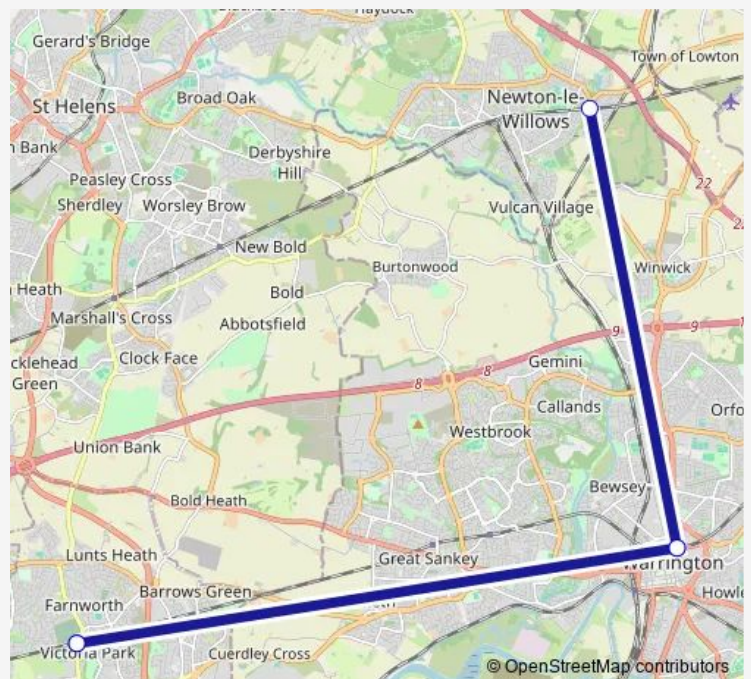 Gerard's Bridge
Town of Lowton
St Helens
Broad Oak
Newton-le-
Willows
Bank
Derbyshire
Hill
Peasley Cross
22
Sherdley
Worsley Brow
Vulcan Village
New Bold
Burtonwood
Winwick
Heath
Bold
Marshall's Cross
Abbotsfield
9
9
Clock Face
Gemini
Green
8
8
Callands
Union Bank
Westbrook
Bewsey
Bold Heath
Lunts Heath
Great Sankey
Warrington
Barrows Green
Farnworth
Victoria Park
Cuerdley Cross
© OpenStreetMap contributors